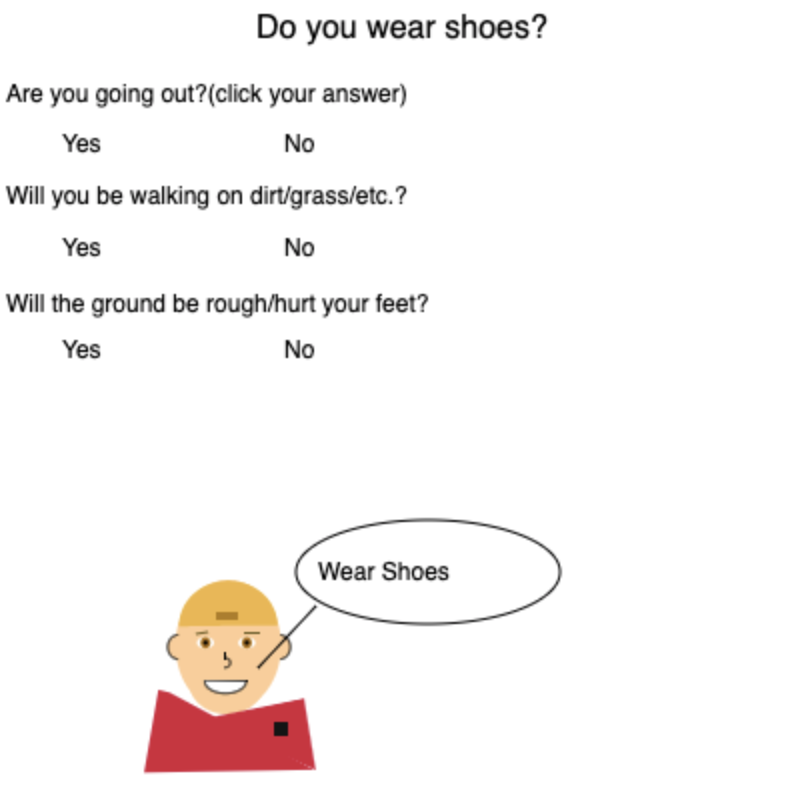 Do you wear shoes?
Are you going out?(click your answer)
Yes No
Will you be walking on dirt/grass/etc.?
Yes No
Will the ground be rough/hurt your feet?
Yes No
Wear Shoes